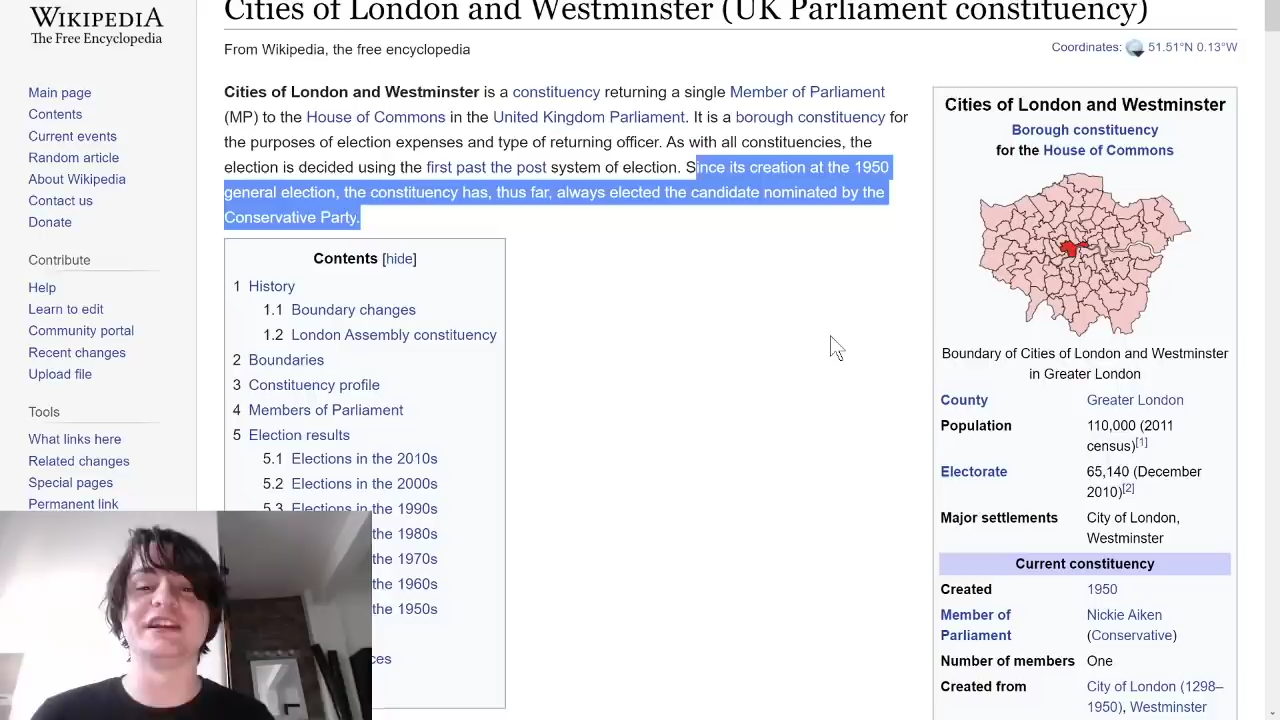 WIKIPEDIA
The Free Encyclopedia
Main page
Contents
Current events
Random article
About Wikipedia
Contact us
Donate
Contribute
Help
Learn to edit
Community portal
Recent changes
Upload file
Tools
What links here
Related changes
Special pages
Permanent link
Cities of London and Westminster (UK Parliament constituency)
From Wikipedia, the free encyclopedia
Coordinates: 51.51°N 0.13°W
Cities of London and Westminster is a constituency returning a single Member of Parliament
(MP) to the House of Commons in the United Kingdom Parliament. It is a borough constituency for
the purposes of election expenses and type of returning officer. As with all constituencies, the
election is decided using the first past the post system of election. Since its creation at the 1950
general election, the constituency has, thus far, always elected the candidate nominated by the
Conservative Party.
Contents [hide]
1 History
1.1 Boundary changes
1.2 London Assembly constituency
2 Boundaries
3 Constituency profile
4 Members of Parliament
5 Election results
5.1 Elections in the 2010s
5.2 Elections in the 2000s
5.3 Elections in the 1990s
the 1980s
the 1970s
the 1960s
the 1950s
ces
Cities of London and Westminster
Borough constituency
for the House of Commons
Boundary of Cities of London and Westminster
in Greater London
County Greater London
Population 110,000 (2011
census)[1]
Electorate 65,140 (December
2010)[2]
Major settlements City of London,
Westminster
Current constituency
Created 1950
Member of Nickie Aiken
Parliament (Conservative)
Number of members One
Created from City of London (1298–
1950), Westminster